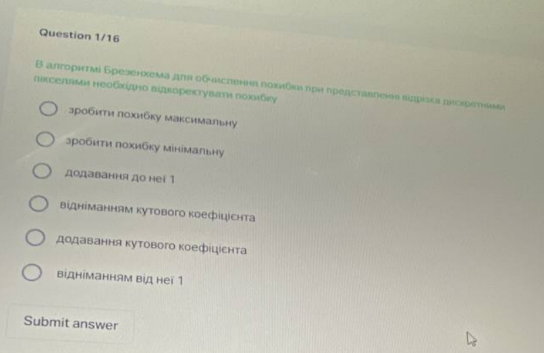 Question 1/16
В алгоритмі Брезенхема для обчислення похибки при представленні відрізка дискретними
пікселями необхідно відкоректувати похибку
зробити похибку максимальну
зробити похибку мінімальну
додавання до неї 1
відніманням кутового коефіцієнта
додавання кутового коефіцієнта
відніманням від неї 1
Submit answer